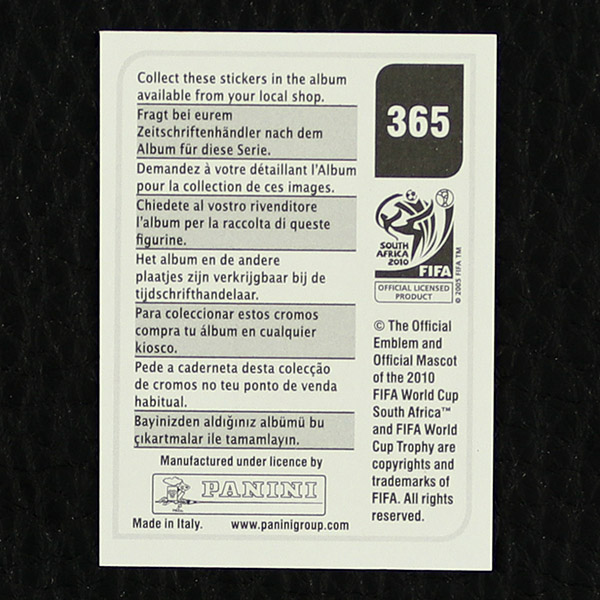 Collect these stickers in the album
available from your local shop.
Fragt bei eurem
Zeitschriftenhändler nach dem
Album für diese Serie.
Demandez à votre détaillant l'Album
pour la collection de ces images.
Chiedete al vostro rivenditore
l'album per la raccolta di queste
figurine.
Het album en de andere
plaatjes zijn verkrijgbaar bij de
tijdschrifthandelaar.
Para coleccionar estos cromos
compra tu álbum en cualquier
kiosco.
Pede a caderneta desta colecção
de cromos no teu ponto de venda
habitual.
Bayinizden aldığınız albümü bu
çıkartmalar ile tamamlayın.
Manufactured under licence by
PANINI
Made in Italy. www.paninigroup.com
365
SOUTH
AFRICA
2010
FIFA
© 2005 FIFA TM
OFFICIAL LICENSED
PRODUCT
© The Official
Emblem and
Official Mascot
of the 2010
FIFA World Cup
South Africa™
and FIFA World
Cup Trophy are
copyrights and
trademarks of
FIFA. All rights
reserved.